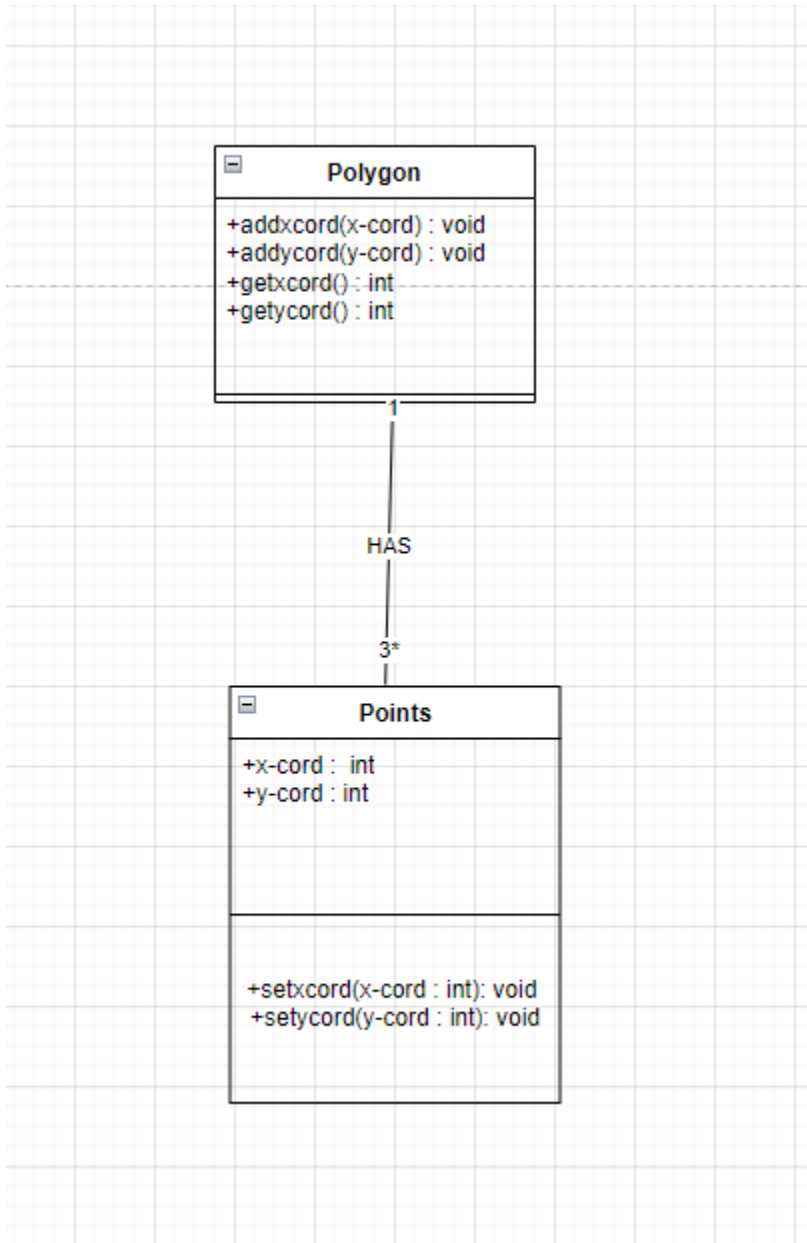 Polygon
+addxcord(x-cord) : void
+addycord(y-cord) : void
+getxcord() : int
+getycord() : int
1
HAS
3*
Points
+x-cord :  int
+y-cord : int
+setxcord(x-cord : int): void
+setycord(y-cord : int): void